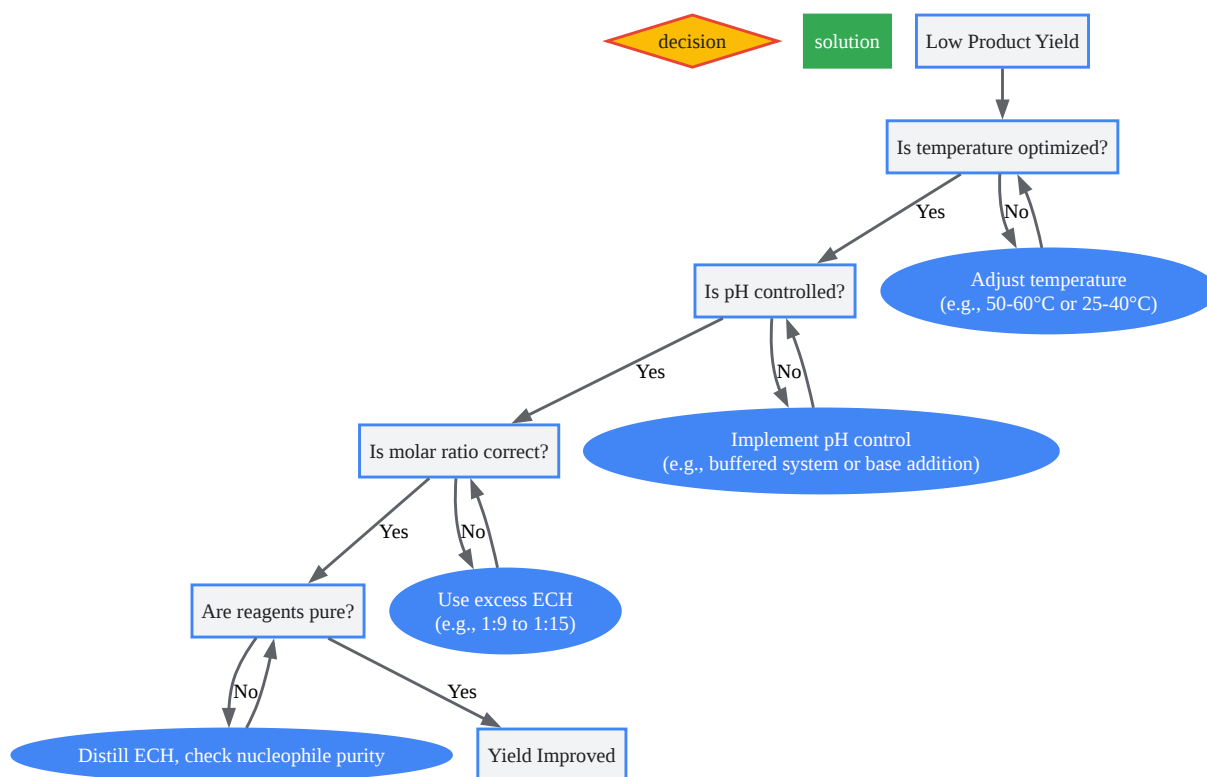 decision
solution
Low Product Yield
Is temperature optimized?
Yes
No
Adjust temperature
(e.g., 50-60°C or 25-40°C)
Is pH controlled?
Yes
No
Implement pH control
(e.g., buffered system or base addition)
Is molar ratio correct?
Yes
No
Use excess ECH
(e.g., 1:9 to 1:15)
Are reagents pure?
No
Yes
Distill ECH, check nucleophile purity
Yield Improved